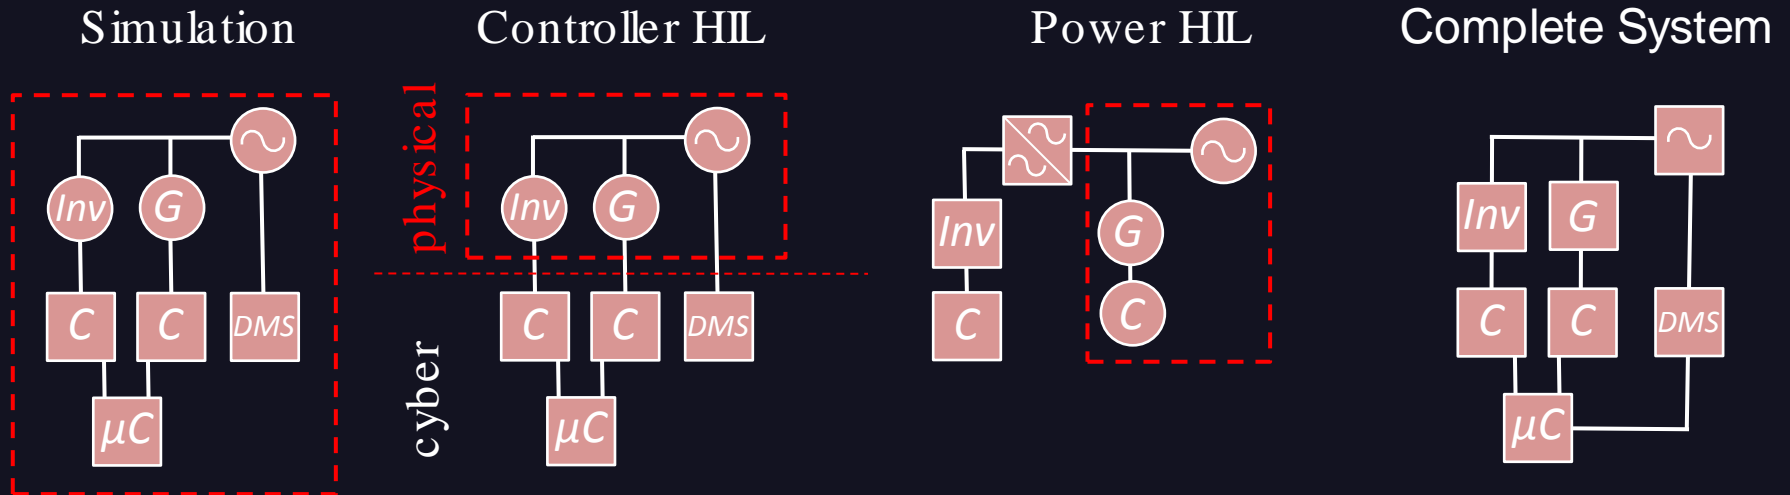 Simulation
Inv
G
C
C
DMS
μC
Controller HIL
physical
cyber
Inv
G
C
C
DMS
μC
Power HIL
Inv
C
G
C
Complete System
Inv
G
C
C
DMS
μC